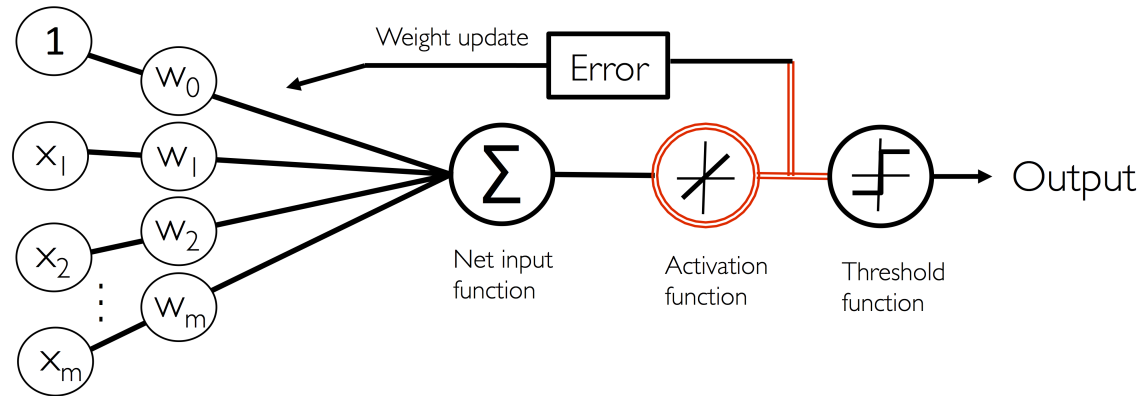 1
w0
x1
w1
x2
w2
⋮
xm
wm
Σ
Weight update
Error
Output
Net input
function
Activation
function
Threshold
function